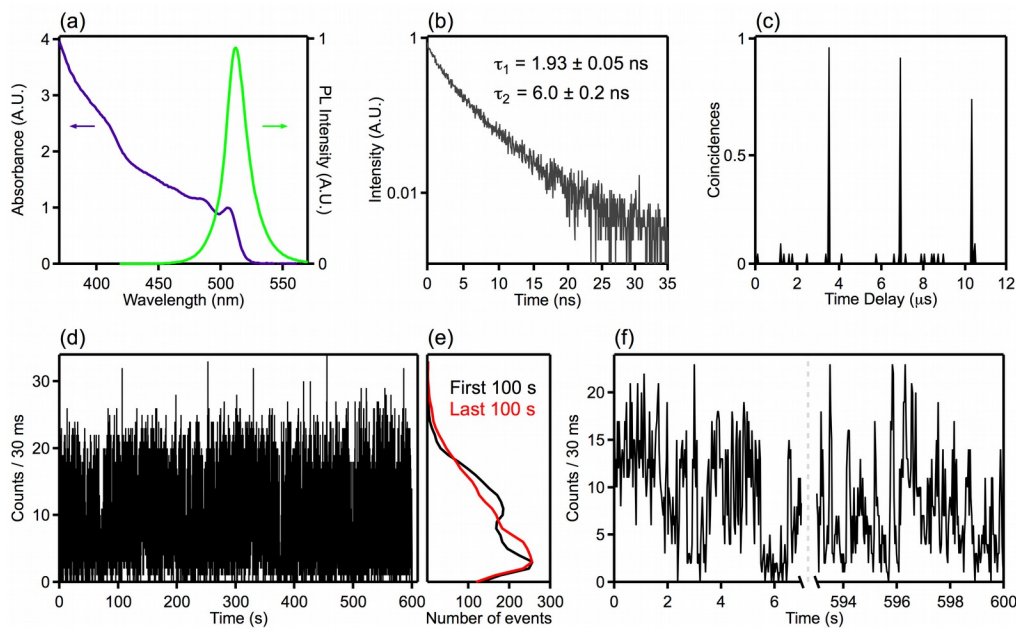 (a)
4
3
2
1
0
Absorbance (A.U.)
1
0
PL Intensity
(A.U.)
400 450 500 550
Wavelength (nm)
(b)
1
0.01
Intensity (A.U.)
τ1 = 1.93 ± 0.05 ns
τ2 = 6.0 ± 0.2 ns
0 5 10 15 20 25 30 35
Time (ns)
(c)
1
0.5
0
Coincidences
0 2 4 6 8 10 12
Time Delay (μs)
(d)
30
20
10
0
Counts / 30 ms
0 100 200 300 400 500 600
Time (s)
(e)
First 100 s
Last 100 s
0 100 200 300
Number of events
(f)
20
15
10
5
0
Counts / 30 ms
0 2 4 6 594 596 598 600
Time (s)